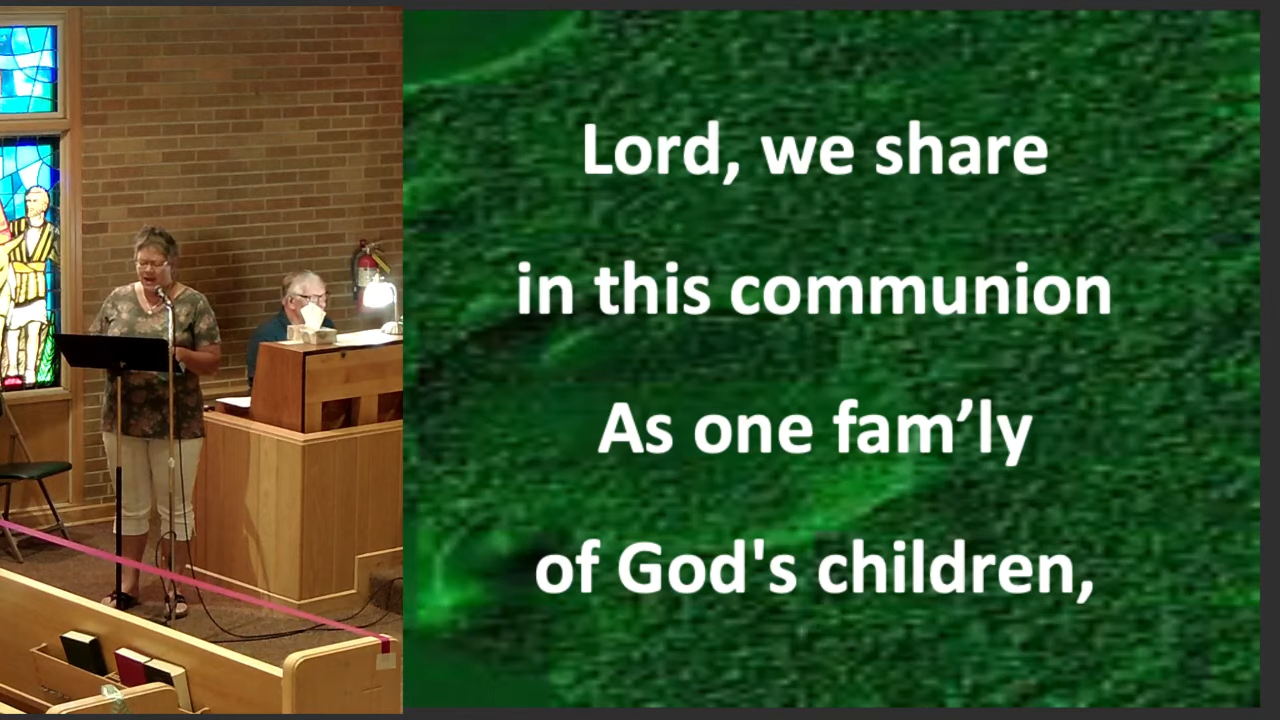 Lord, we share
in this communion
As one fam’ly
of God's children,